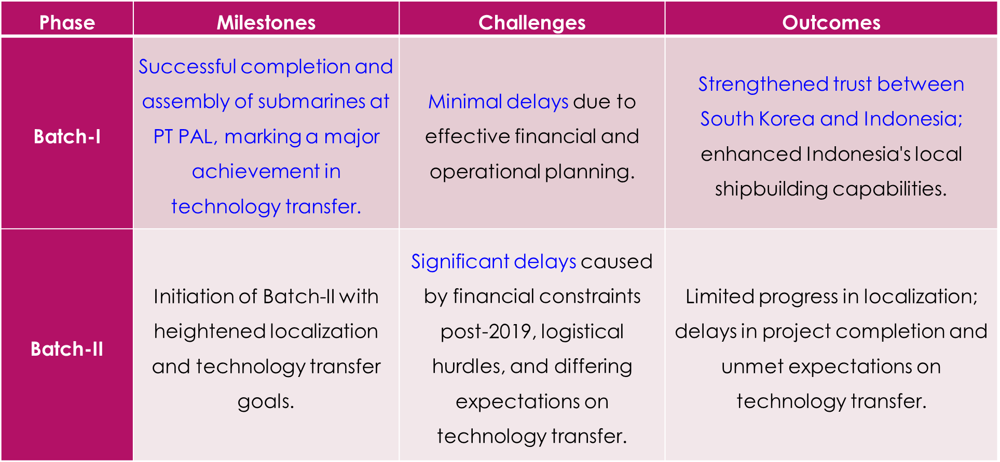 Phase
Milestones
Challenges
Outcomes
Batch-I
Successful completion and
assembly of submarines at
PT PAL, marking a major
achievement in
technology transfer.
Minimal delays due to
effective financial and
operational planning.
Strengthened trust between
South Korea and Indonesia;
enhanced Indonesia's local
shipbuilding capabilities.
Batch-II
Initiation of Batch-II with
heightened localization
and technology transfer
goals.
Significant delays caused
by financial constraints
post-2019, logistical
hurdles, and differing
expectations on
technology transfer.
Limited progress in localization;
delays in project completion and
unmet expectations on
technology transfer.